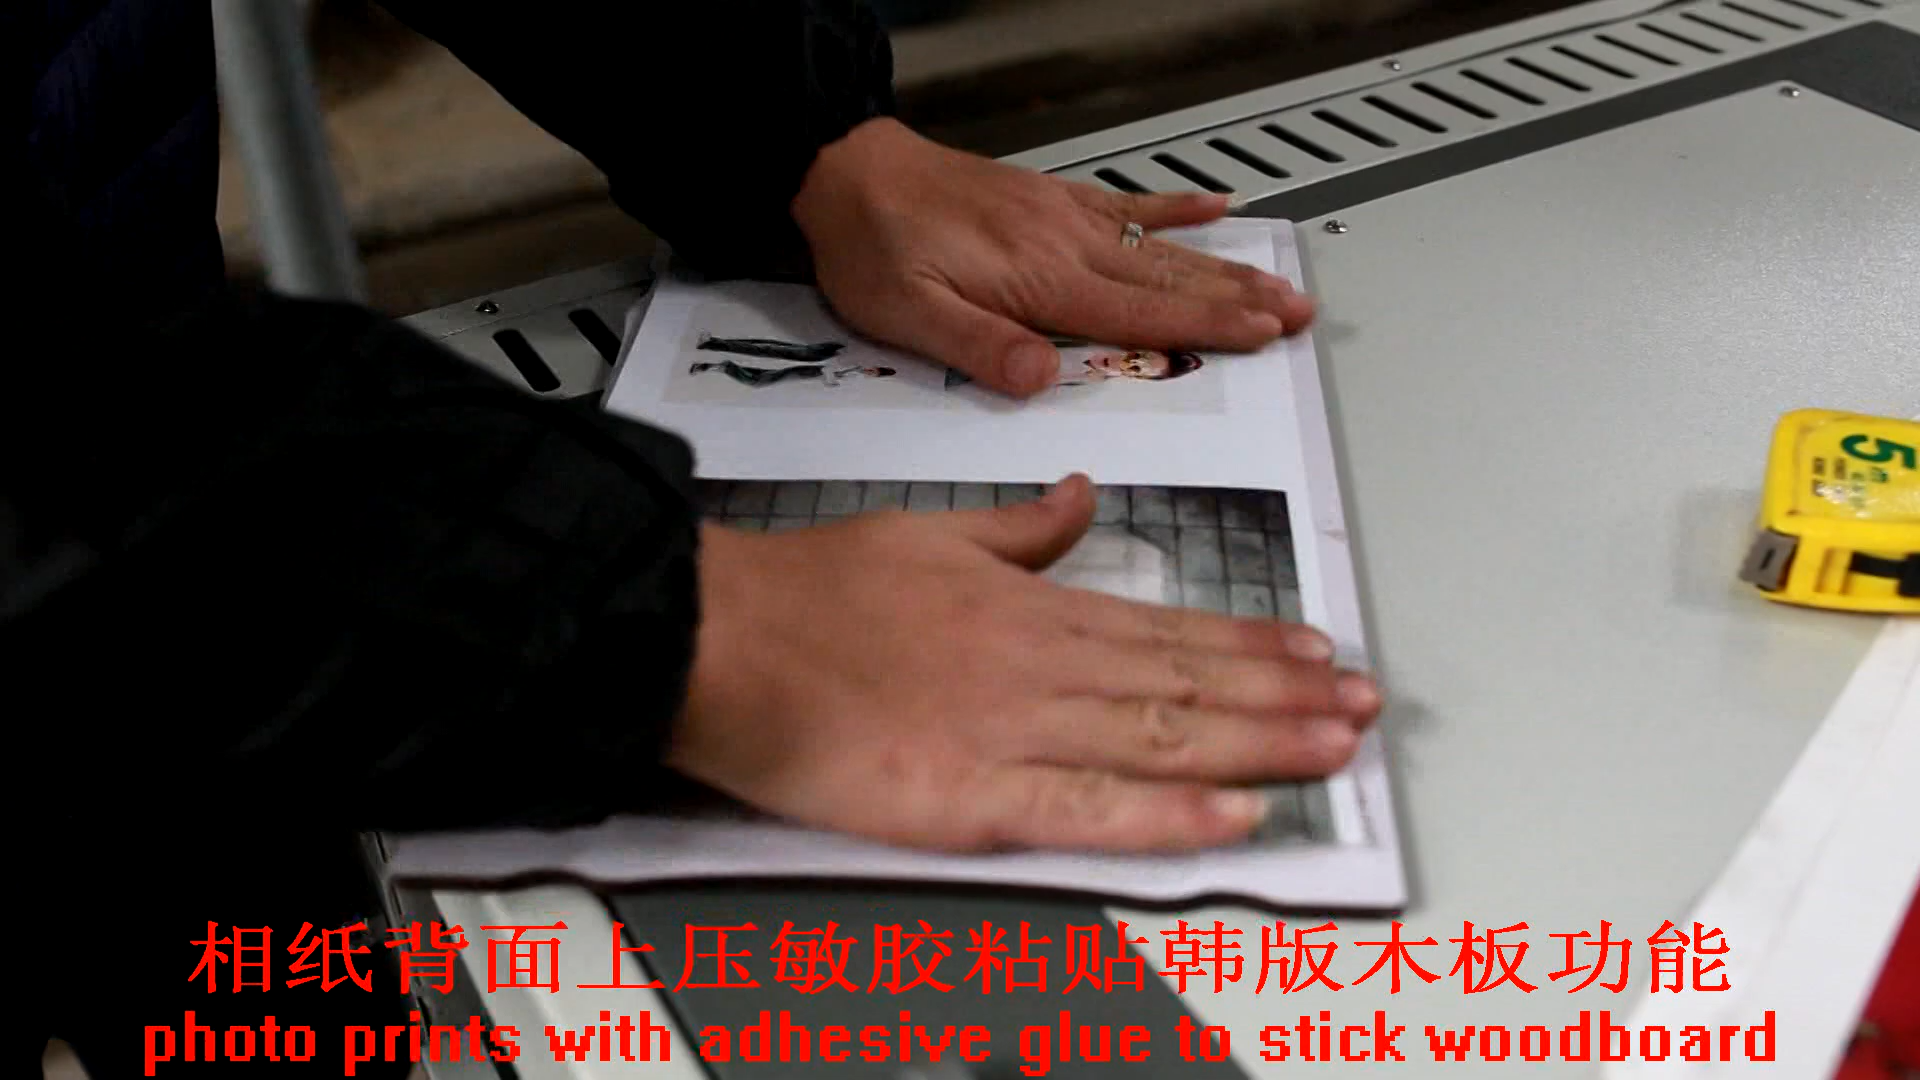 5m
相纸背面上压敏胶粘贴韩版木板功能
photo prints with adhesive glue to stick woodboard